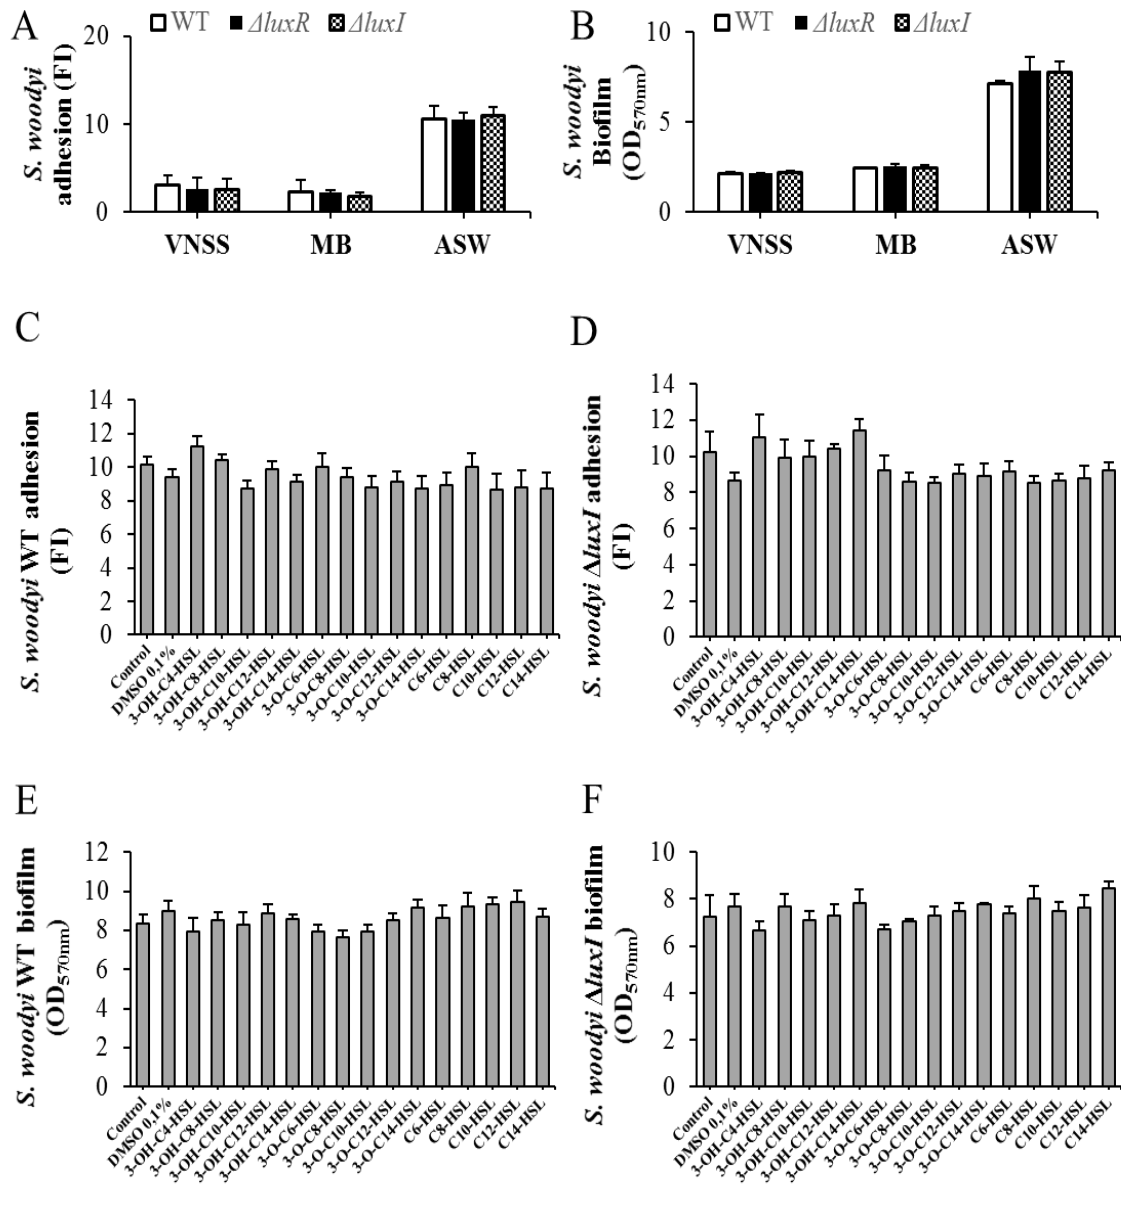 A
WT ΔluxR ΔluxI
S. woodyi
adhesion (FI)
20
10
0
VNSS MB ASW
B
WT ΔluxR ΔluxI
S. woodyi
Biofilm
(OD570nm)
10
5
0
VNSS MB ASW
C
S. woodyi WT adhesion
(FI)
14
12
10
8
6
4
2
0
Control
DMSO 0,1%
3-OH-C4-HSL
3-OH-C8-HSL
3-OH-C10-HSL
3-OH-C12-HSL
3-OH-C14-HSL
3-O-C6-HSL
3-O-C8-HSL
3-O-C10-HSL
3-O-C12-HSL
3-O-C14-HSL
C6-HSL
C8-HSL
C10-HSL
C12-HSL
C14-HSL
D
S. woodyi ΔluxI adhesion
(FI)
14
12
10
8
6
4
2
0
Control
DMSO 0,1%
3-OH-C4-HSL
3-OH-C8-HSL
3-OH-C10-HSL
3-OH-C12-HSL
3-OH-C14-HSL
3-O-C6-HSL
3-O-C8-HSL
3-O-C10-HSL
3-O-C12-HSL
3-O-C14-HSL
C6-HSL
C8-HSL
C10-HSL
C12-HSL
C14-HSL
E
S. woodyi WT biofilm
(OD570nm)
12
10
8
6
4
2
0
Control
DMSO 0,1%
3-OH-C4-HSL
3-OH-C8-HSL
3-OH-C10-HSL
3-OH-C12-HSL
3-OH-C14-HSL
3-O-C6-HSL
3-O-C8-HSL
3-O-C10-HSL
3-O-C12-HSL
3-O-C14-HSL
C6-HSL
C8-HSL
C10-HSL
C12-HSL
C14-HSL
F
S. woodyi ΔluxI biofilm
(OD570nm)
10
8
6
4
2
0
Control
DMSO 0,1%
3-OH-C4-HSL
3-OH-C8-HSL
3-OH-C10-HSL
3-OH-C12-HSL
3-OH-C14-HSL
3-O-C6-HSL
3-O-C8-HSL
3-O-C10-HSL
3-O-C12-HSL
3-O-C14-HSL
C6-HSL
C8-HSL
C10-HSL
C12-HSL
C14-HSL